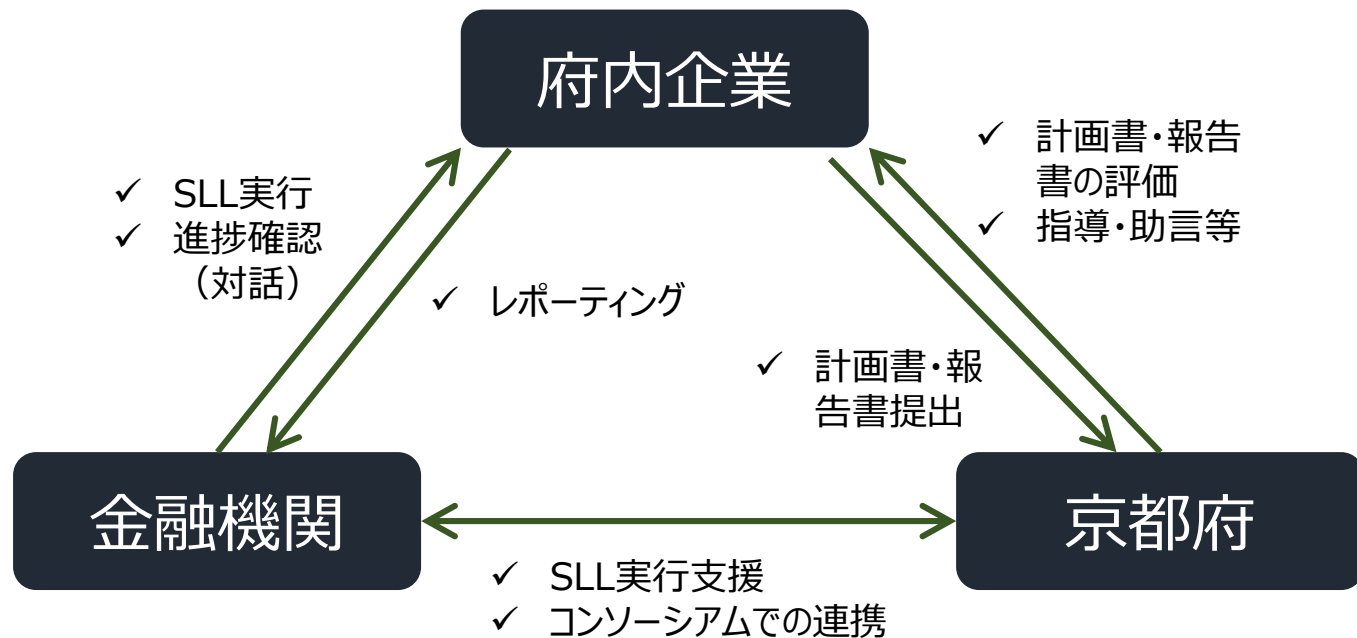 府内企業
✓ SLL実行
✓ 進捗確認
（対話）
✓ レポーティング
✓ 計画書・報告
書の評価
✓ 指導・助言等
✓ 計画書・報
告書提出
金融機関
京都府
✓ SLL実行支援
✓ コンソーシアムでの連携